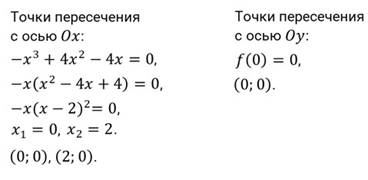 Точки пересечения
с осью Ox:
−x³ + 4x² − 4x = 0,
−x(x² − 4x + 4) = 0,
−x(x − 2)²= 0,
x₁ = 0, x₂ = 2.
(0; 0), (2; 0).
Точки пересечения
с осью Oy:
f(0) = 0,
(0; 0).